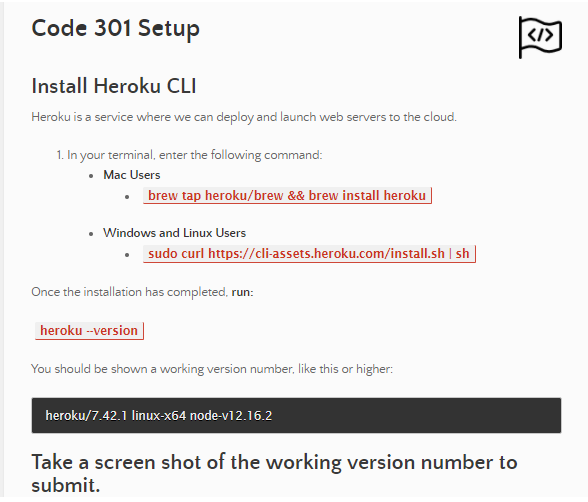 Code 301 Setup
</>
Install Heroku CLI
Heroku is a service where we can deploy and launch web servers to the cloud.
1. In your terminal, enter the following command:
Mac Users
brew tap heroku/brew && brew install heroku
Windows and Linux Users
sudo curl https://cli-assets.heroku.com/install.sh | sh
Once the installation has completed, run:
heroku --version
You should be shown a working version number, like this or higher:
heroku/7.42.1 linux-x64 node-v12.16.2
Take a screen shot of the working version number to
submit.